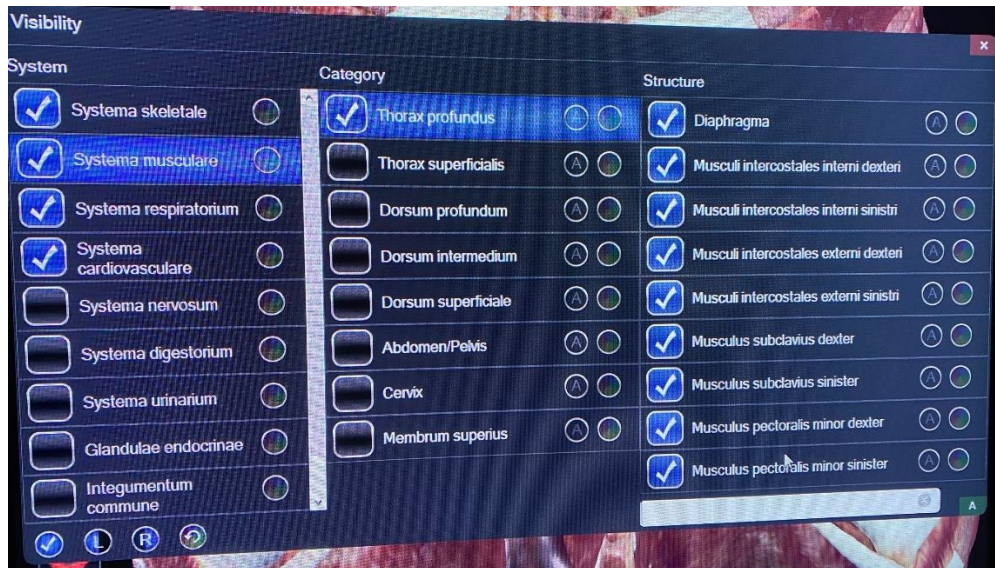 Visibility
System
Systema skeletale
Systema musculare
Systema respiratorium
Systema
cardiovasculare
Systema nervosum
Systema digestorium
Systema urinarium
Glandulae endocrinae
Integumentum
commune
L
R
Category
Thorax profundus A
Thorax superficialis A
Dorsum profundum A
Dorsum intermedium A
Dorsum superficiale A
Abdomen/Pelvis A
Cervix A
Membrum superius A
Structure
Diaphragma A
Musculi intercostales interni dexteri A
Musculi intercostales interni sinistri A
Musculi intercostales externi dexteri A
Musculi intercostales externi sinistri A
Musculus subclavius dexter A
Musculus subclavius sinister A
Musculus pectoralis minor dexter A
Musculus pectoralis minor sinister A
A